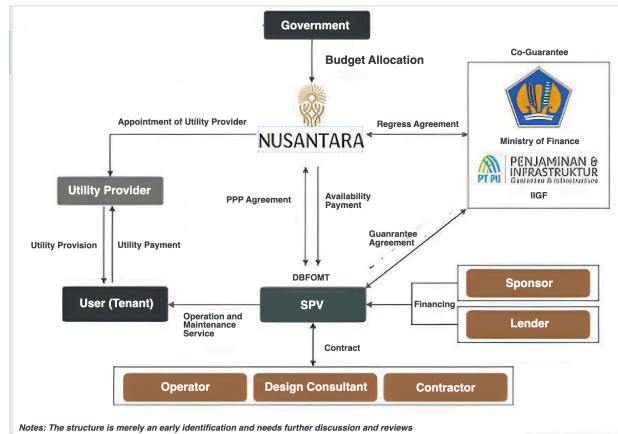 Government
Budget Allocation
Co-Guarantee
Appointment of Utility Provider
NUSANTARA
Regress Agreement
Ministry of Finance
PT PII
PENJAMINAN &
INFRASTRUKTUR
IIGF
Utility Provider
PPP Agreement
Availability
Payment
Guanrantee
Agreement
Utility Provision
Utility Payment
DBFOMT
User (Tenant)
Operation and
Maintenance
Service
SPV
Financing
Sponsor
Lender
Contract
Operator
Design Consultant
Contractor
Notes: The structure is merely an early identification and needs further discussion and reviews